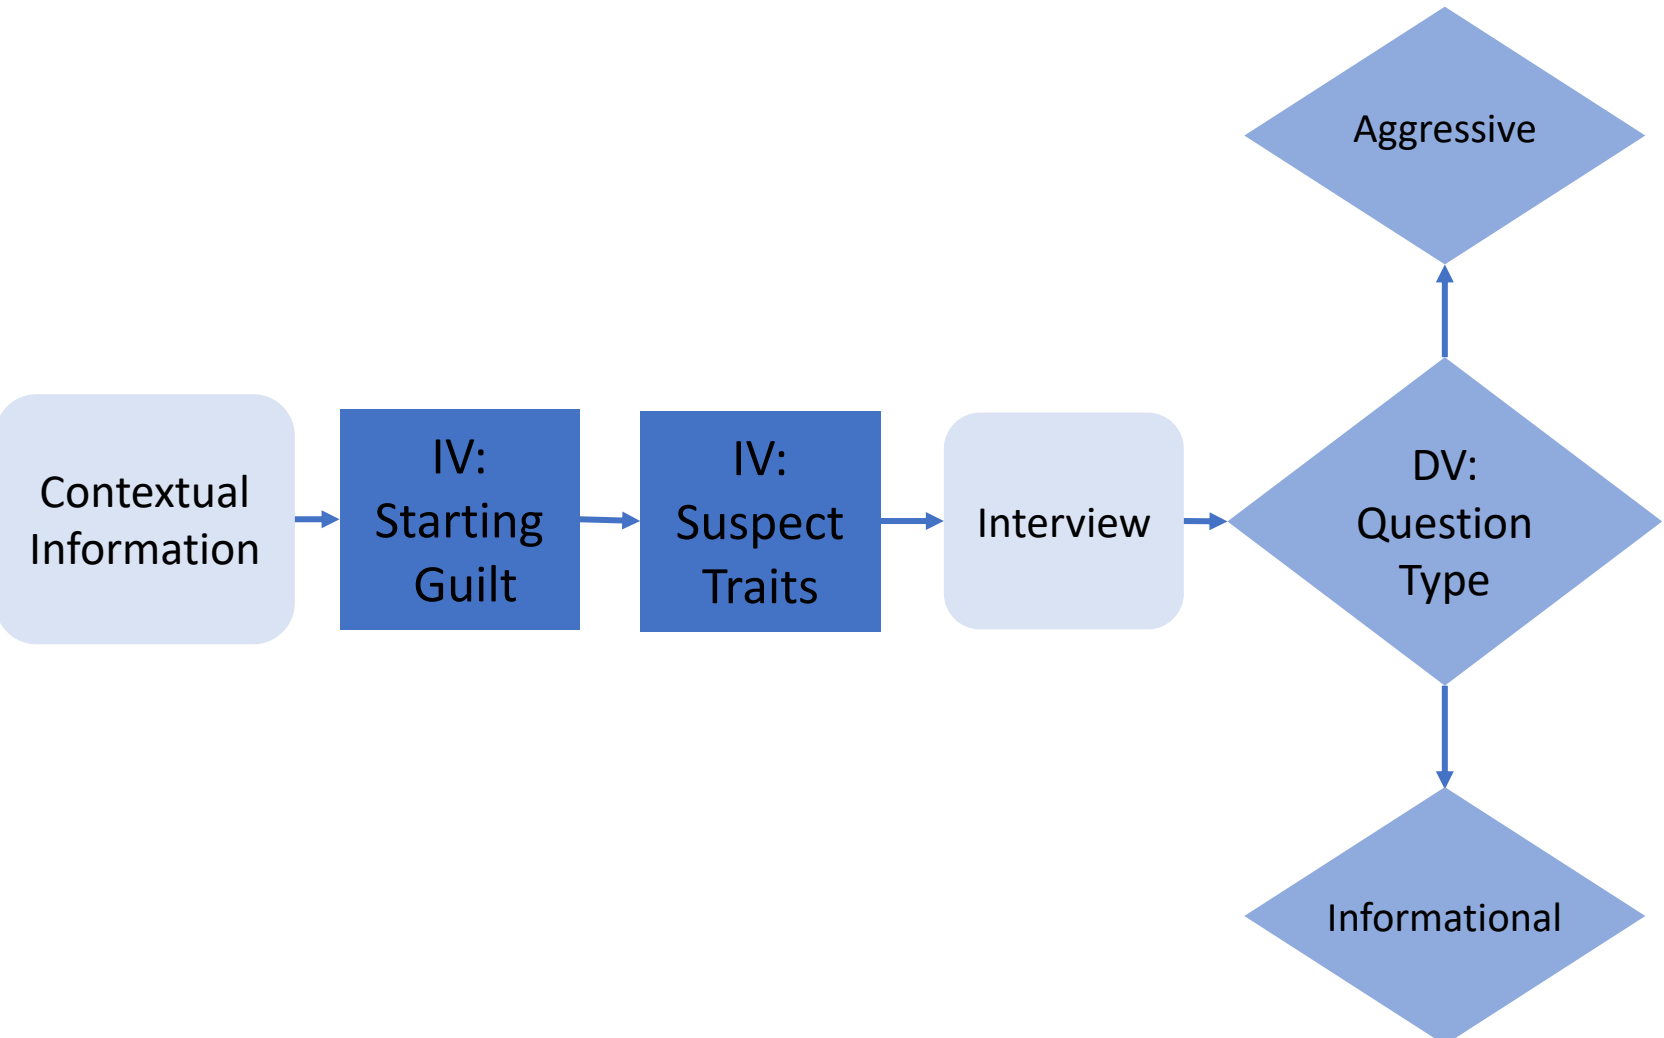 Contextual
Information
IV:
Starting
Guilt
IV:
Suspect
Traits
Interview
DV:
Question
Type
Aggressive
Informational